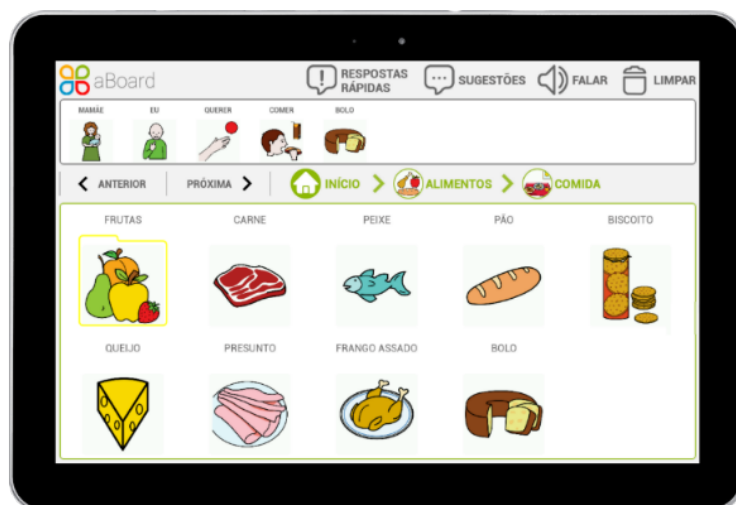 aBoard
RESPOSTAS
RÁPIDAS
SUGESTÕES
FALAR
LIMPAR
MAMÃE EU QUERER COMER BOLO
ANTERIOR PRÓXIMA INÍCIO ALIMENTOS COMIDA
FRUTAS CARNE PEIXE PÃO BISCOITO
QUEIJO PRESUNTO FRANGO ASSADO BOLO